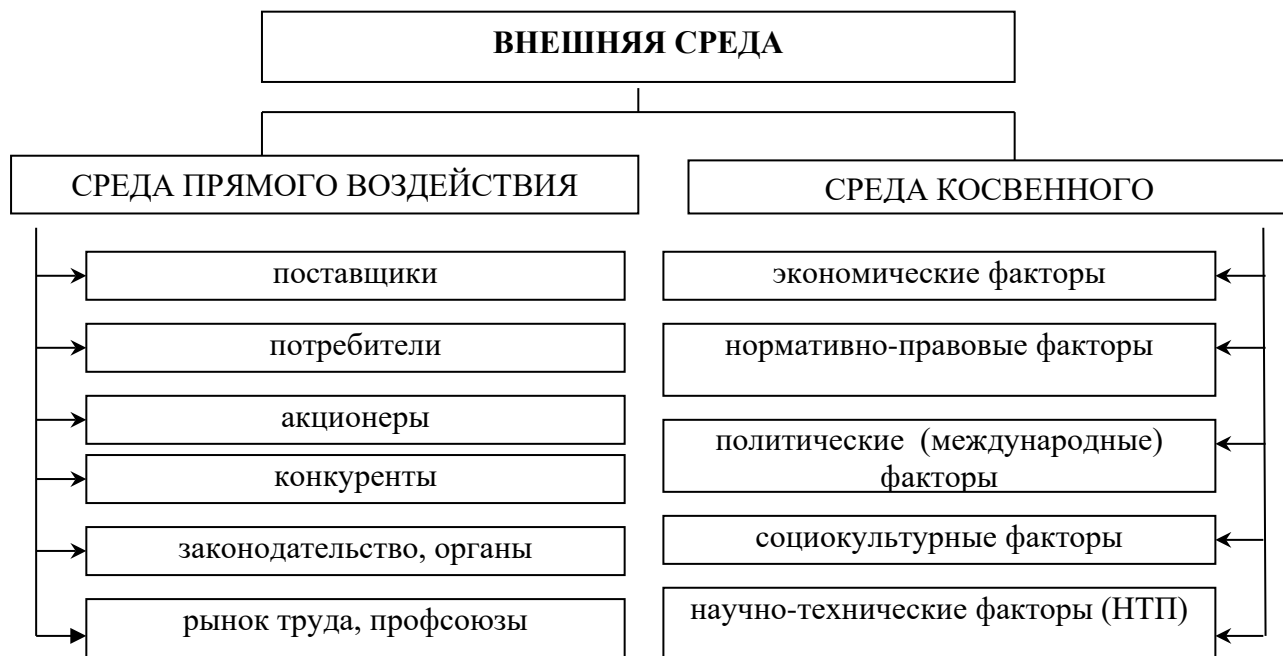 ВНЕШНЯЯ СРЕДА
СРЕДА ПРЯМОГО ВОЗДЕЙСТВИЯ
поставщики
потребители
акционеры
конкуренты
законодательство, органы
рынок труда, профсоюзы
СРЕДА КОСВЕННОГО
экономические факторы
нормативно-правовые факторы
политические (международные)
факторы
социокультурные факторы
научно-технические факторы (НТП)